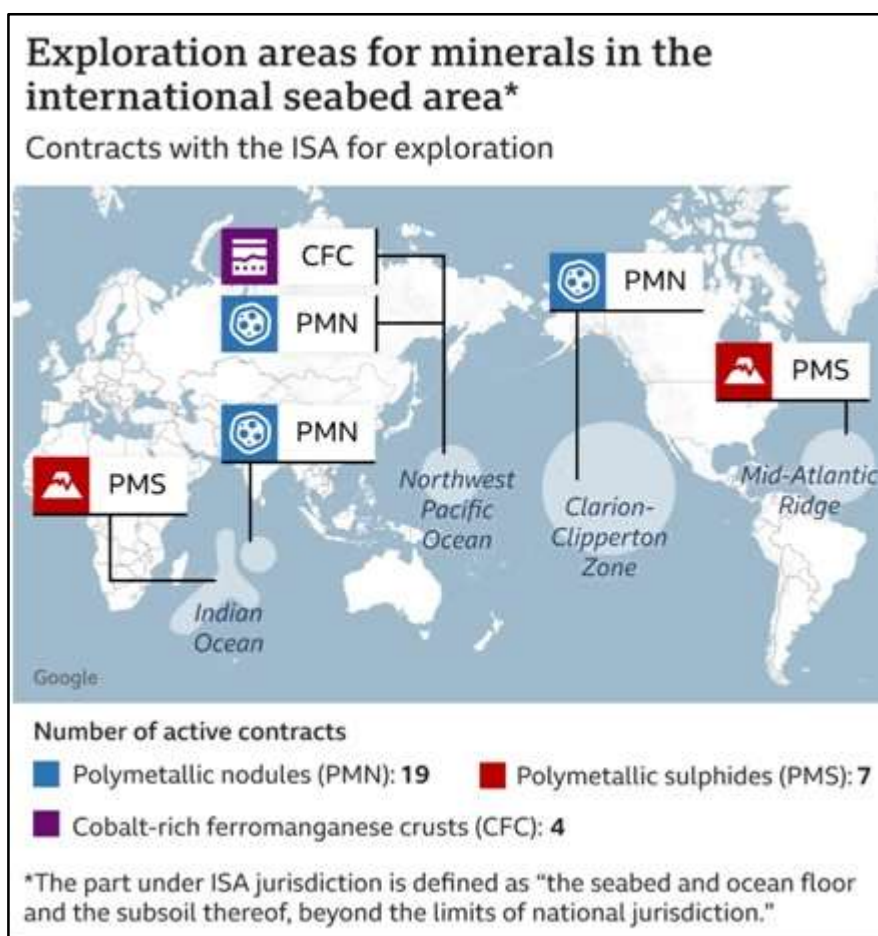 Exploration areas for minerals in the
international seabed area*
Contracts with the ISA for exploration
CFC
PMN
PMN
PMN
PMS
PMS
Northwest
Pacific
Ocean
Clarion-
Clipperton
Zone
Mid-Atlantic
Ridge
Indian
Ocean
Google
Number of active contracts
Polymetallic nodules (PMN): 19
Polymetallic sulphides (PMS): 7
Cobalt-rich ferromanganese crusts (CFC): 4
*The part under ISA jurisdiction is defined as “the seabed and ocean floor
and the subsoil thereof, beyond the limits of national jurisdiction.”